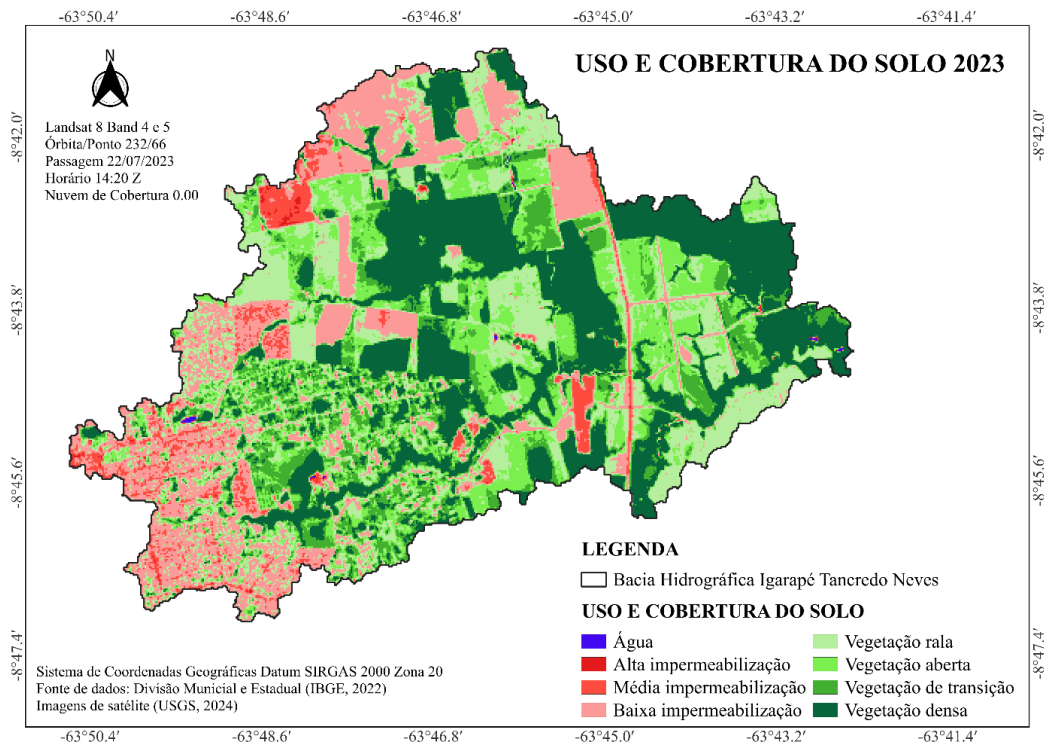 -63°50.4′ -63°48.6′ -63°46.8′ -63°45.0′ -63°43.2′ -63°41.4′
USO E COBERTURA DO SOLO 2023
N
Landsat 8 Band 4 e 5
Órbita/Ponto 232/66
Passagem 22/07/2023
Horário 14:20 Z
Nuvem de Cobertura 0.00
-8°42.0′ -8°42.0′
-8°43.8′ -8°43.8′
-8°45.6′ -8°45.6′
-8°47.4′ -8°47.4′
LEGENDA
Bacia Hidrográfica Igarapé Tancredo Neves
USO E COBERTURA DO SOLO
Água Vegetação rala
Alta impermeabilização Vegetação aberta
Média impermeabilização Vegetação de transição
Baixa impermeabilização Vegetação densa
Sistema de Coordenadas Geográficas Datum SIRGAS 2000 Zona 20
Fonte de dados: Divisão Municial e Estadual (IBGE, 2022)
Imagens de satélite (USGS, 2024)
-63°50.4′ -63°48.6′ -63°46.8′ -63°45.0′ -63°43.2′ -63°41.4′